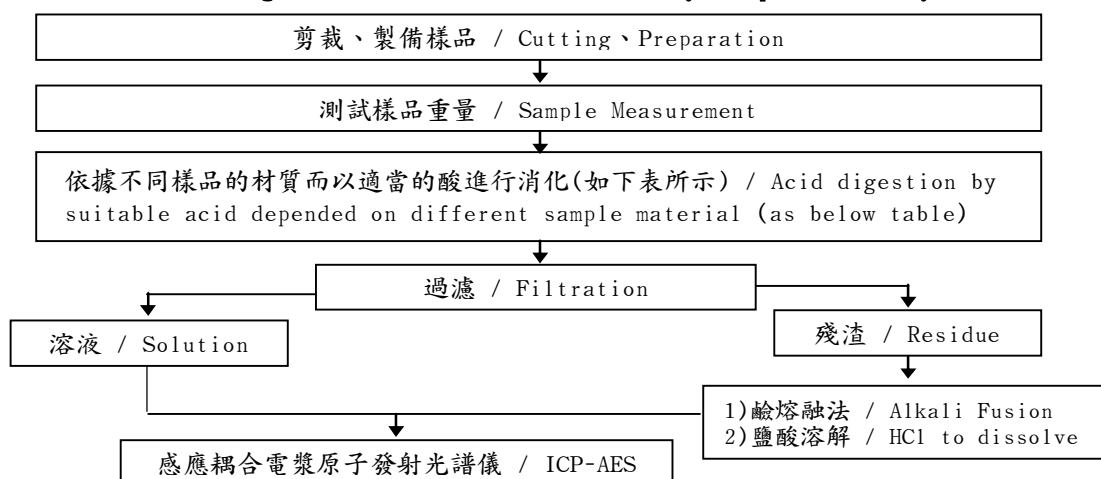 剪裁、製備樣品 / Cutting、Preparation
測試樣品重量 / Sample Measurement
依據不同樣品的材質而以適當的酸進行消化(如下表所示) / Acid digestion by
suitable acid depended on different sample material (as below table)
過濾 / Filtration
溶液 / Solution
殘渣 / Residue
1)鹼熔融法 / Alkali Fusion
2)鹽酸溶解 / HCl to dissolve
感應耦合電漿原子發射光譜儀 / ICP-AES